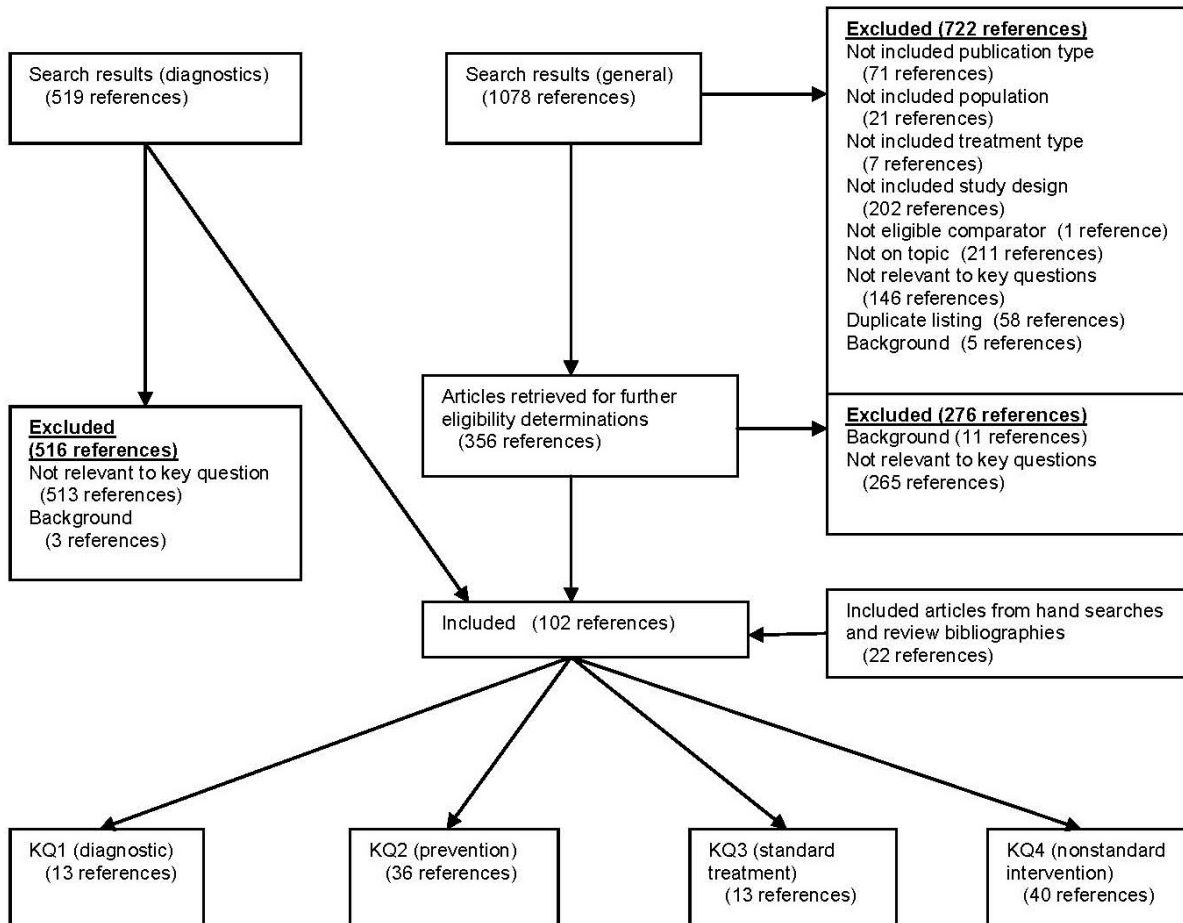 Search results (diagnostics)
(519 references)
Search results (general)
(1078 references)
Excluded (722 references)
Not included publication type
(71 references)
Not included population
(21 references)
Not included treatment type
(7 references)
Not included study design
(202 references)
Not eligible comparator (1 reference)
Not on topic (211 references)
Not relevant to key questions
(146 references)
Duplicate listing (58 references)
Background (5 references)
Excluded
(516 references)
Not relevant to key question
(513 references)
Background
(3 references)
Articles retrieved for further
eligibility determinations
(356 references)
Excluded (276 references)
Background (11 references)
Not relevant to key questions
(265 references)
Included (102 references)
Included articles from hand searches
and review bibliographies
(22 references)
KQ1 (diagnostic)
(13 references)
KQ2 (prevention)
(36 references)
KQ3 (standard
treatment)
(13 references)
KQ4 (nonstandard
intervention)
(40 references)